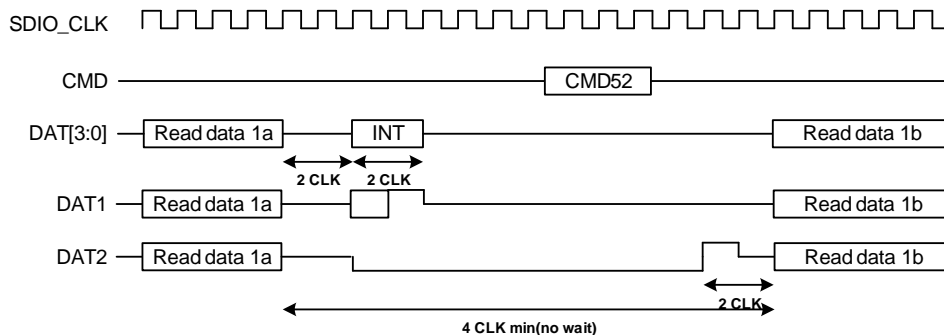 SDIO_CLK
CMD CMD52
DAT[3:0] Read data 1a INT Read data 1b
2 CLK 2 CLK
DAT1 Read data 1a Read data 1b
DAT2 Read data 1a Read data 1b
2 CLK
4 CLK min(no wait)